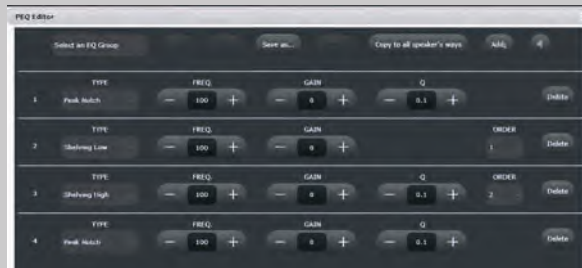 PEQ Editor
Select an EQ Group Save as... Copy to all speaker's ways Add
TYPE FREQ. GAIN Q
1 Peak Notch — 100 + — 0 + — 0.1 + Delete
TYPE FREQ. GAIN ORDER
2 Shelving Low — 100 + — 0 + 1 Delete
TYPE FREQ. GAIN Q ORDER
3 Shelving High — 100 + — 0 + — 0.1 + 2 Delete
TYPE FREQ. GAIN Q
4 Peak Notch — 100 + — 0 + — 0.1 + Delete